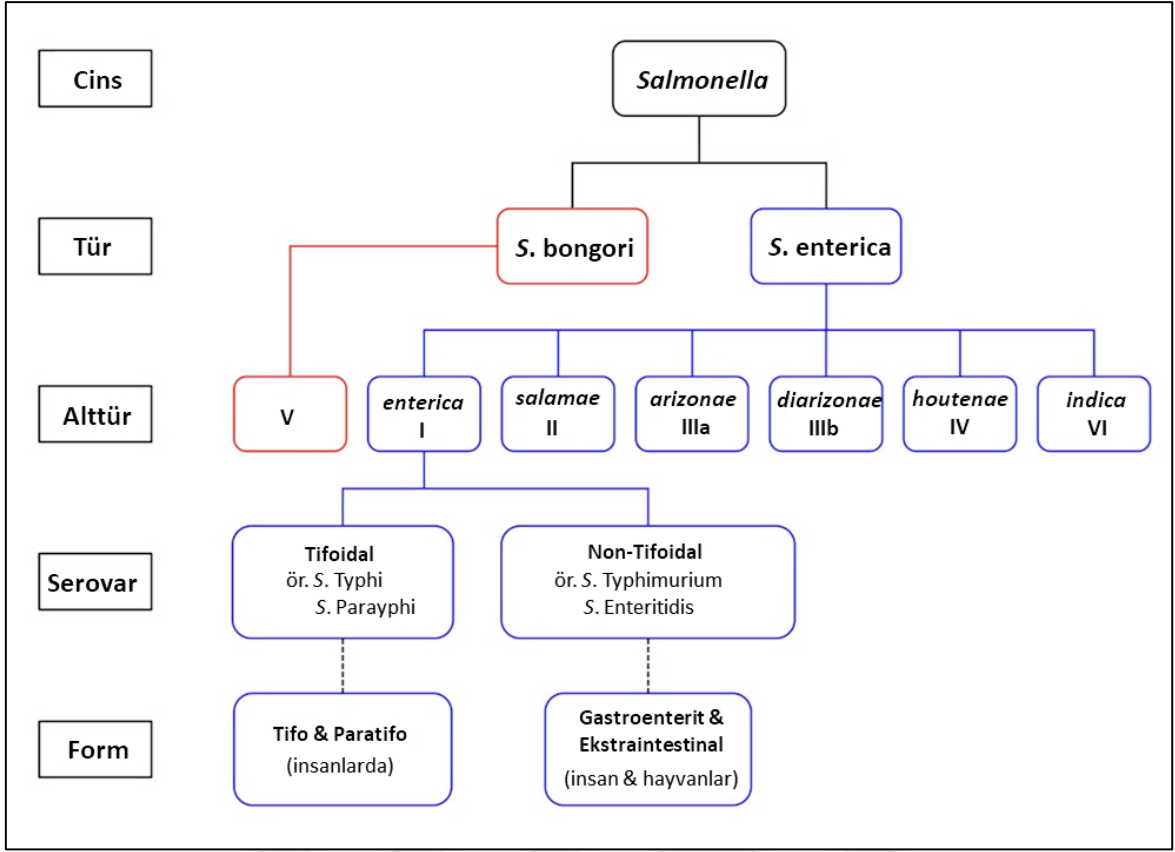 Cins
Salmonella
Tür
S. bongori
S. enterica
Alttür
V
enterica
I
salamae
II
arizonae
IIIa
diarizonae
IIIb
houtenae
IV
indica
VI
Serovar
Tifoidal
ör. S. Typhi
S. Parayphi
Non-Tifoidal
ör. S. Typhimurium
S. Enteritidis
Form
Tifo & Paratifo
(insanlarda)
Gastroenterit &
Ekstraintestinal
(insan & hayvanlar)